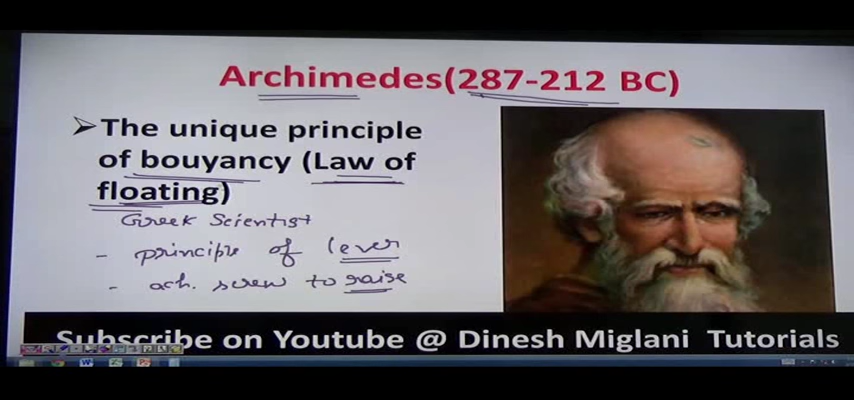 Archimedes(287-212 BC)
➢The unique principle
of bouyancy (Law of
floating)
Greek Scientist
- principle of lever
- ach. screw to raise
Subscribe on Youtube @ Dinesh Miglani Tutorials